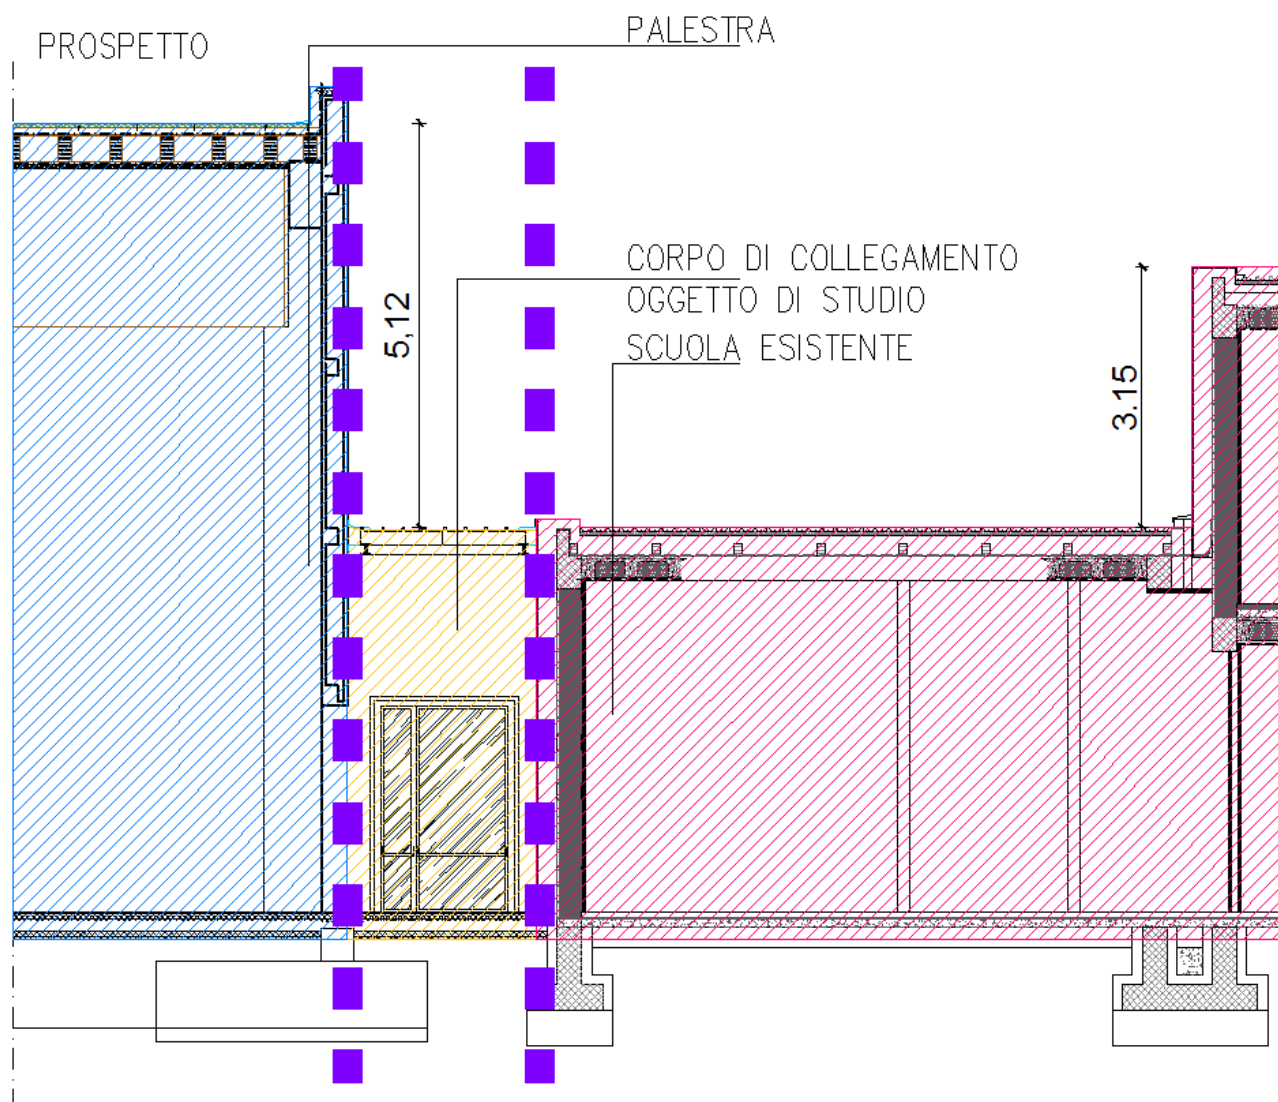 PROSPETTO
PALESTRA
CORPO DI COLLEGAMENTO
OGGETTO DI STUDIO
SCUOLA ESISTENTE
5,12
3.15